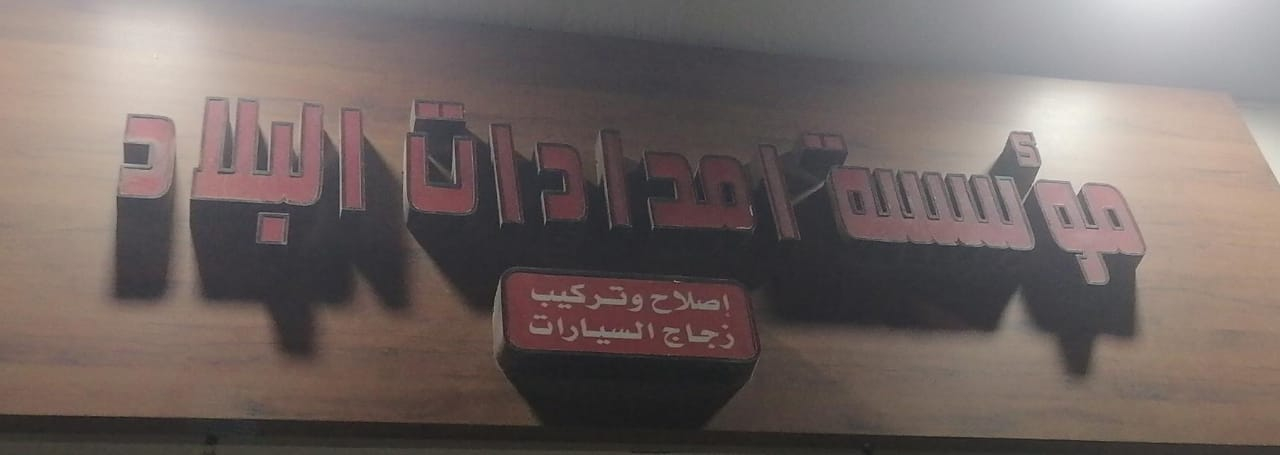 مؤسسة امدادات البلاد
إصلاح وتركيب
زجاج السيارات